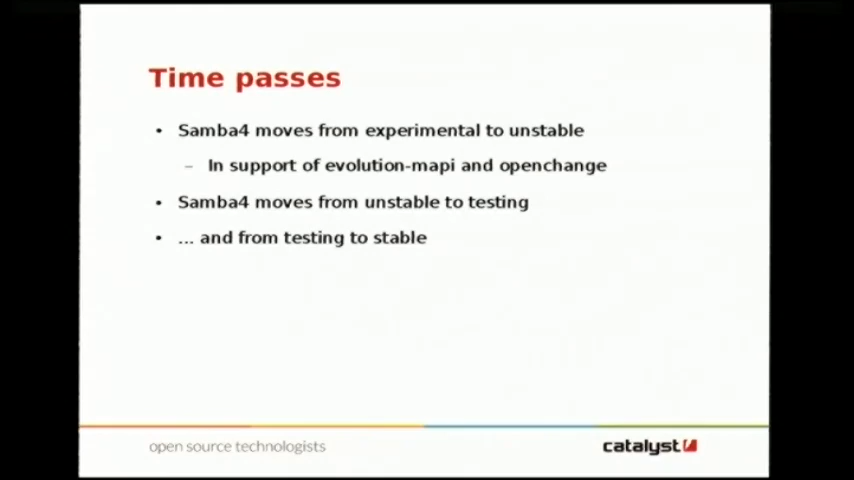 Time passes
• Samba4 moves from experimental to unstable
– In support of evolution-mapi and openchange
• Samba4 moves from unstable to testing
• ... and from testing to stable
open source technologists
catalyst